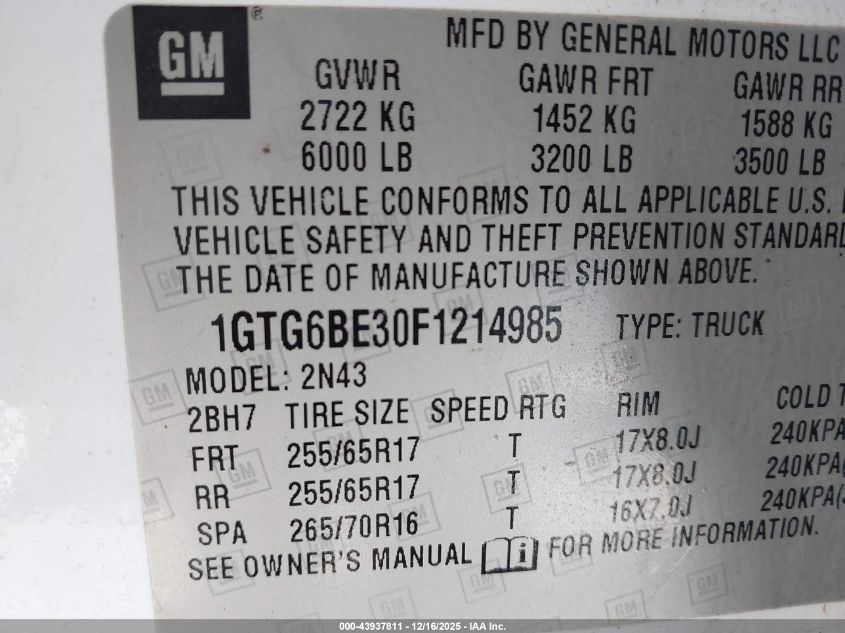 GM
MFD BY GENERAL MOTORS LLC
GVWR GAWR FRT GAWR RR
2722 KG 1452 KG 1588 KG
6000 LB 3200 LB 3500 LB
THIS VEHICLE CONFORMS TO ALL APPLICABLE U.S.
VEHICLE SAFETY AND THEFT PREVENTION STANDARD
THE DATE OF MANUFACTURE SHOWN ABOVE.
1GTG6BE30F1214985 TYPE: TRUCK
MODEL: 2N43
2BH7 TIRE SIZE SPEED RTG RIM COLD
FRT 255/65R17 T 17X8.0J 240KPA
RR 255/65R17 T 17X8.0J 240KPA(
SPA 265/70R16 T 16X7.0J 240KPA(
SEE OWNER'S MANUAL FOR MORE INFORMATION.
000-43937811 - 12/16/2025 - IAA Inc.